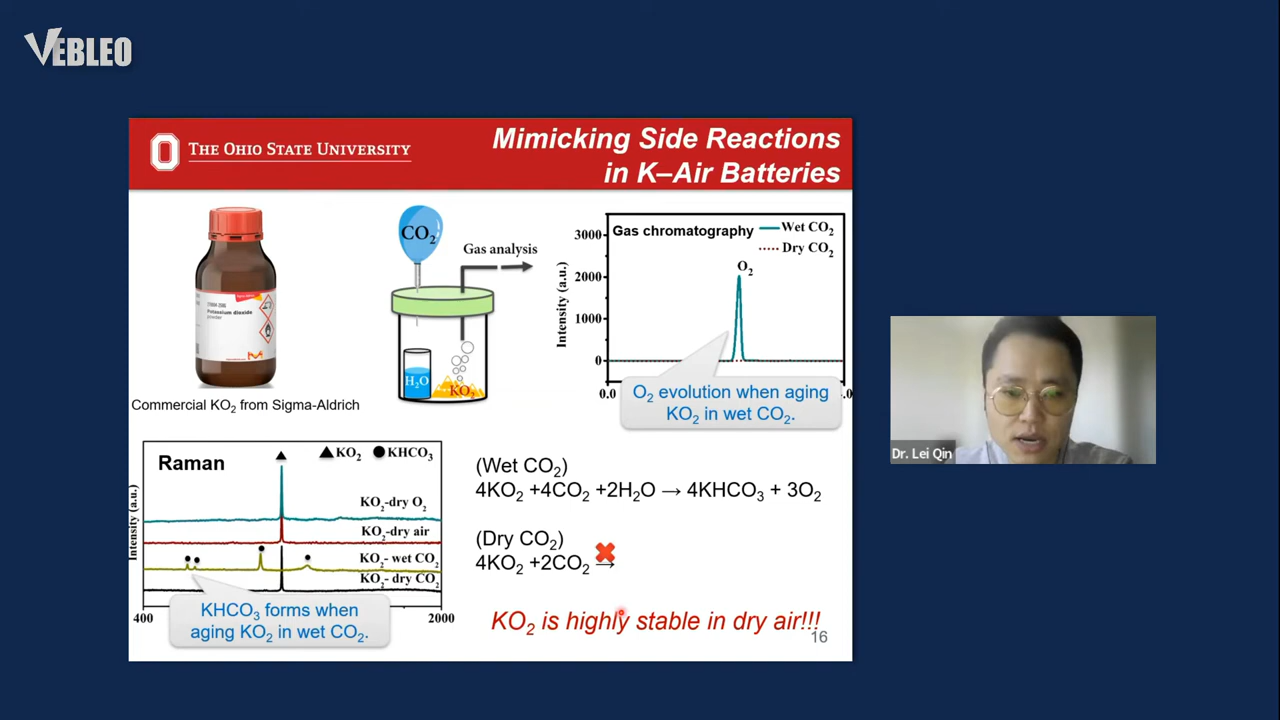 VEBLEO
THE OHIO STATE UNIVERSITY
Mimicking Side Reactions
in K–Air Batteries
Potassium dioxide
powder
Commercial KO₂ from Sigma-Aldrich
CO₂
Gas analysis
H₂O
KO₂
Gas chromatography
Wet CO₂
Dry CO₂
O₂
3000
2000
1000
0
Intensity (a.u.)
0.0
.0
O₂ evolution when aging
KO₂ in wet CO₂.
Raman
KO₂
KHCO₃
KO₂-dry O₂
KO₂-dry air
KO₂- wet CO₂
KO₂- dry CO₂
Intensity (a.u.)
400
2000
KHCO₃ forms when
aging KO₂ in wet CO₂.
(Wet CO₂)
4KO₂ +4CO₂ +2H₂O → 4KHCO₃ + 3O₂
(Dry CO₂)
4KO₂ +2CO₂ →
KO₂ is highly stable in dry air!!!
16
Dr. Lei Qin